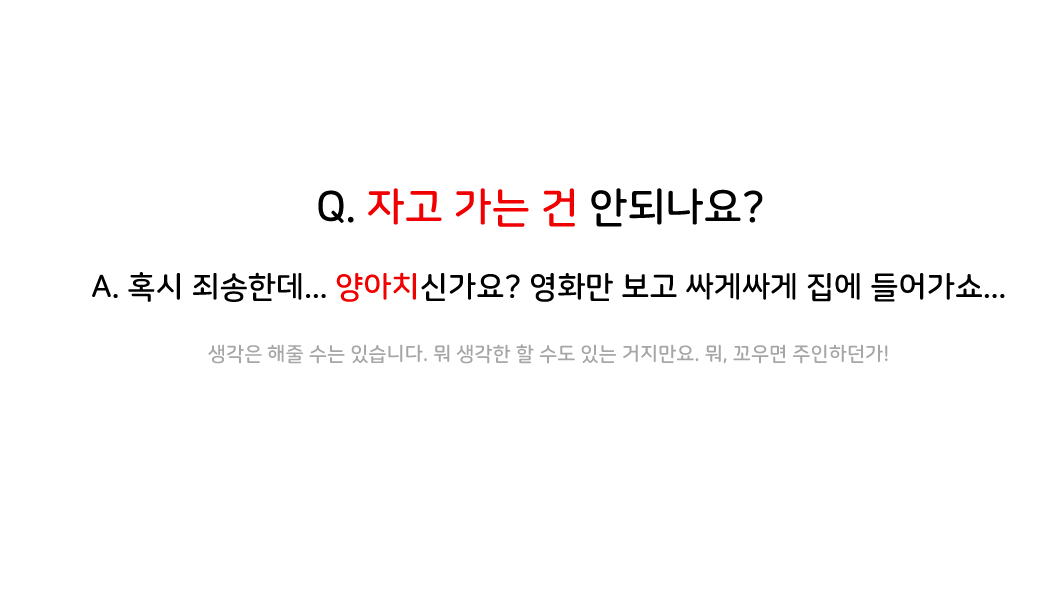 Q. 자고 가는 건 안되나요?
A. 혹시 죄송한데... 양아치신가요? 영화만 보고 싸게싸게 집에 들어가쇼...
생각은 해줄 수는 있습니다. 뭐 생각한 할 수도 있는 거지만요. 뭐, 꼬우면 주인하던가!